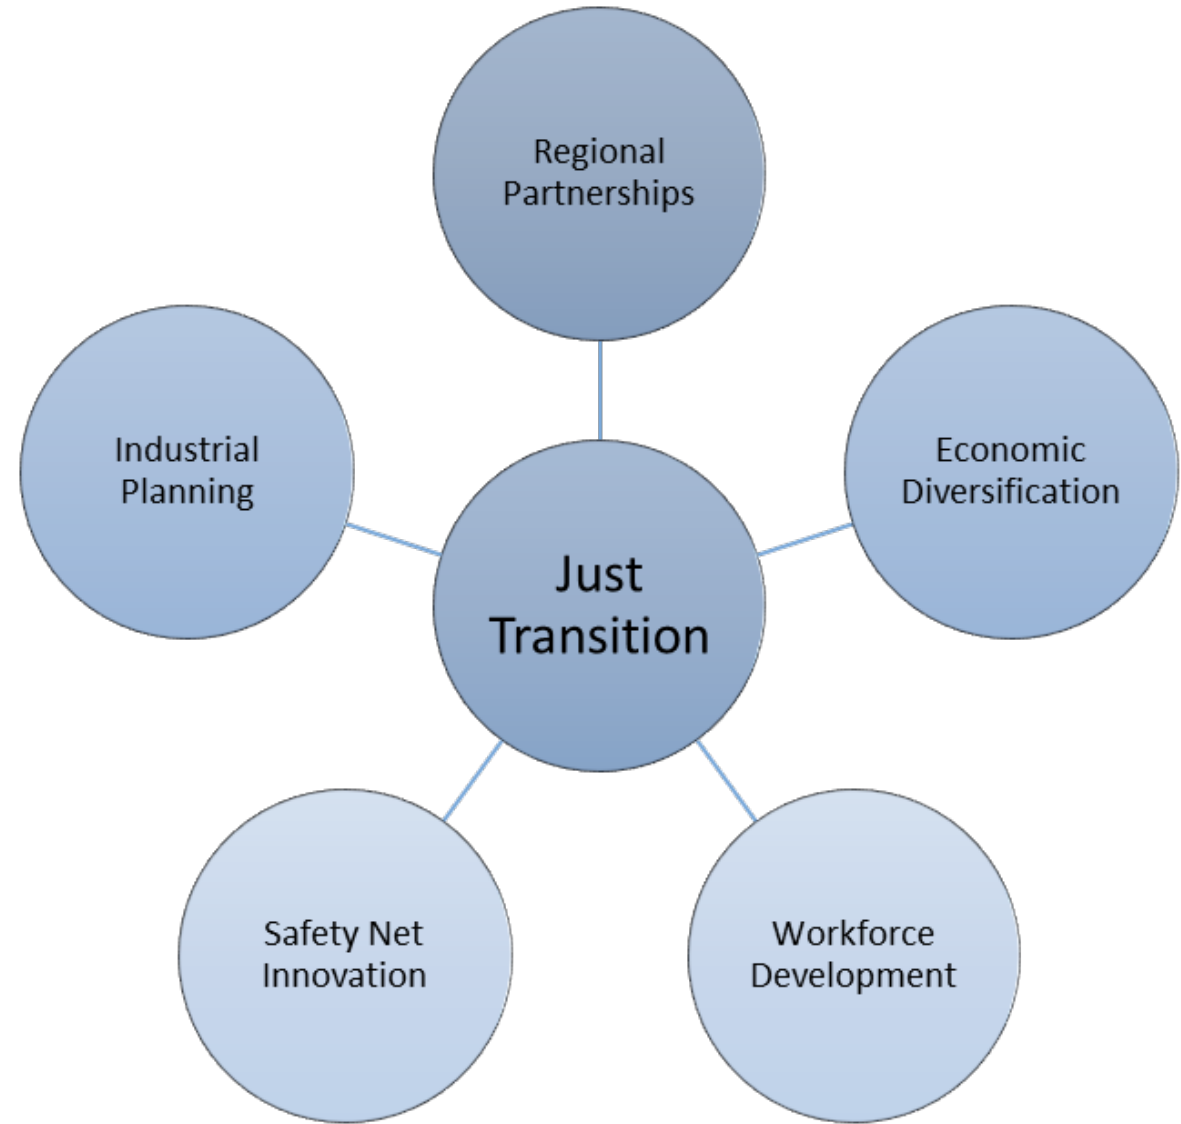 Regional
Partnerships
Industrial
Planning
Economic
Diversification
Just
Transition
Safety Net
Innovation
Workforce
Development